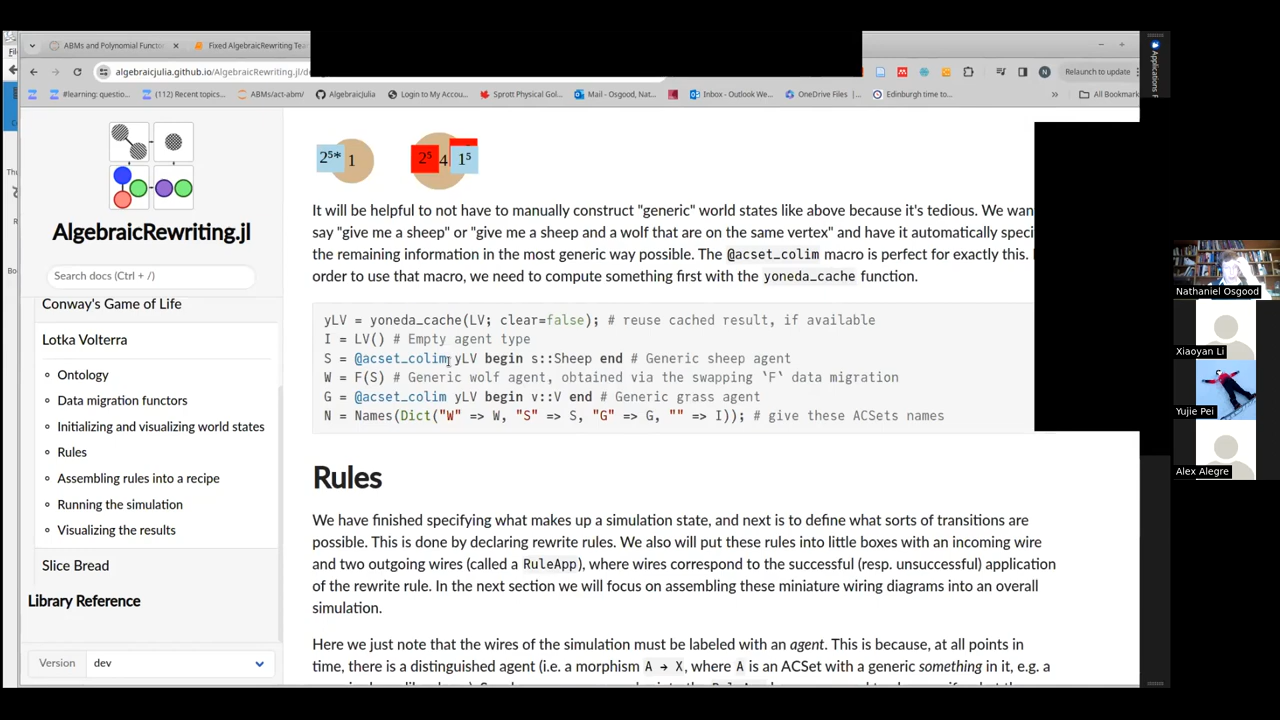 ABMs and Polynomial Functo
Fixed AlgebraicRewriting Tea
algebraicjulia.github.io/AlgebraicRewriting.jl/d
Relaunch to update
#learning: questio...
(112) Recent topics...
ABMs/act-abm/
AlgebraicJulia
Login to My Accou...
Sprott Physical Gol...
Mail - Osgood, Nat...
Inbox - Outlook We...
OneDrive Files |
Edinburgh time to...
All Bookmark
AlgebraicRewriting.jl
Search docs (Ctrl + /)
Conway's Game of Life
Lotka Volterra
Ontology
Data migration functors
Initializing and visualizing world states
Rules
Assembling rules into a recipe
Running the simulation
Visualizing the results
Slice Bread
Library Reference
Version dev
2⁵* 1 2⁵ 4 1⁵
It will be helpful to not have to manually construct "generic" world states like above because it's tedious. We wan
say "give me a sheep" or "give me a sheep and a wolf that are on the same vertex" and have it automatically speci
the remaining information in the most generic way possible. The @acset_colim macro is perfect for exactly this.
order to use that macro, we need to compute something first with the yoneda_cache function.
yLV = yoneda_cache(LV; clear=false); # reuse cached result, if available
I = LV() # Empty agent type
S = @acset_colim yLV begin s::Sheep end # Generic sheep agent
W = F(S) # Generic wolf agent, obtained via the swapping `F` data migration
G = @acset_colim yLV begin v::V end # Generic grass agent
N = Names(Dict("W" => W, "S" => S, "G" => G, "" => I)); # give these ACSets names
Rules
We have finished specifying what makes up a simulation state, and next is to define what sorts of transitions are
possible. This is done by declaring rewrite rules. We also will put these rules into little boxes with an incoming wire
and two outgoing wires (called a RuleApp), where wires correspond to the successful (resp. unsuccessful) application
of the rewrite rule. In the next section we will focus on assembling these miniature wiring diagrams into an overall
simulation.
Here we just note that the wires of the simulation must be labeled with an agent. This is because, at all points in
time, there is a distinguished agent (i.e. a morphism A → X, where A is an ACSet with a generic something in it, e.g. a
Applications
Nathaniel Osgood
Xiaoyan Li
Yujie Pei
Alex Alegre